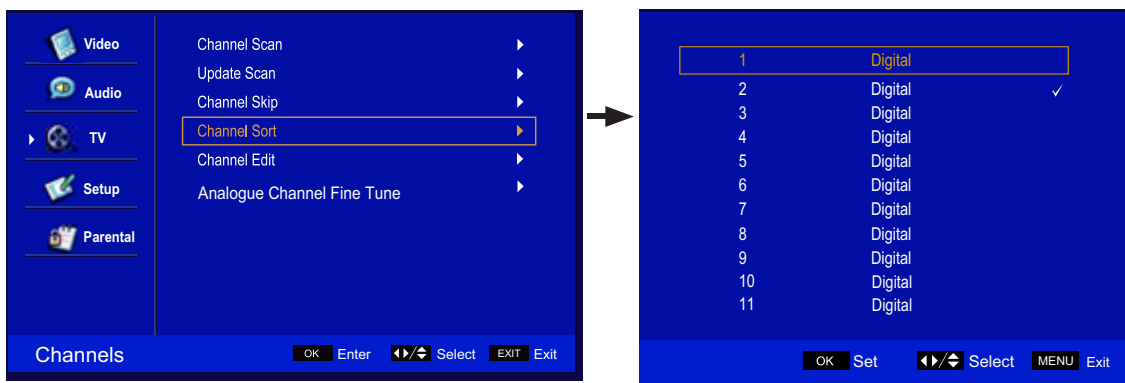 Video
Audio
TV
Setup
Parental
Channel Scan
Update Scan
Channel Skip
Channel Sort
Channel Edit
Analogue Channel Fine Tune
Channels OK Enter Select EXIT Exit
1 Digital
2 Digital
3 Digital
4 Digital
5 Digital
6 Digital
7 Digital
8 Digital
9 Digital
10 Digital
11 Digital
OK Set Select MENU Exit